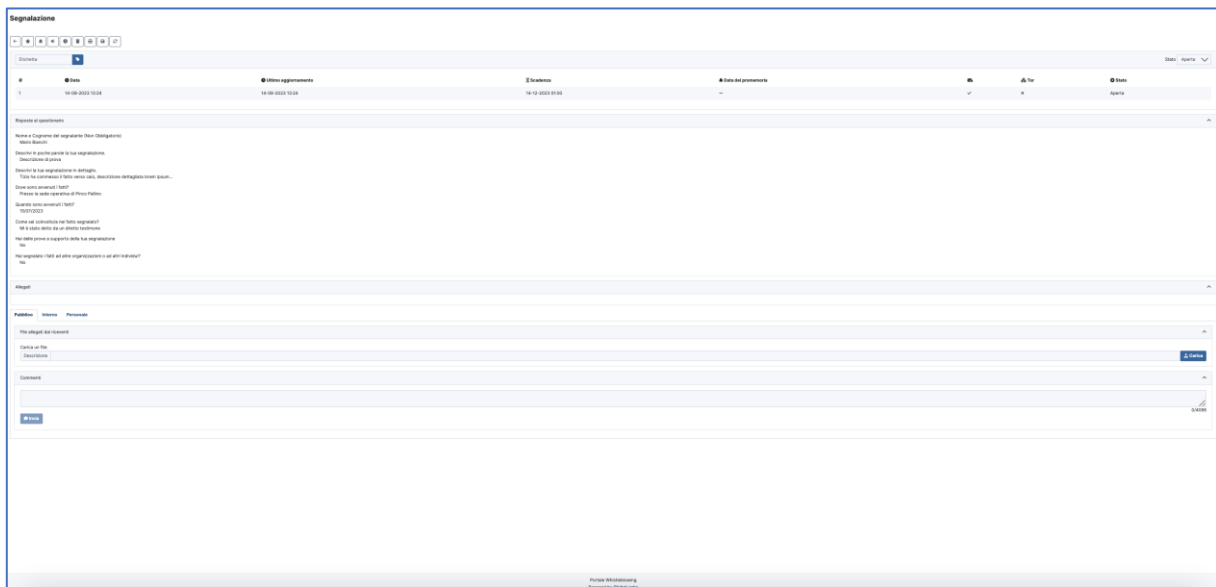 Segnalazione
Etichetta
Stato Aperta
# Data Ultimo aggiornamento Scadenza Data del promemoria Tor Stato
1 14-09-2023 13:24 14-09-2023 13:24 14-12-2023 01:00 — Aperta
Risposte al questionario
Nome e Cognome del segnalante (Non Obbligatorio)
Mario Bianchi
Descrivi in poche parole la tua segnalazione.
Descrizione di prova
Descrivi la tua segnalazione in dettaglio.
Tizio ha commesso il fatto verso caio, descrizione dettagliata lorem ipsum...
Dove sono avvenuti i fatti?
Presso la sede operativa di Pinco Pallino
Quando sono avvenuti i fatti?
15/07/2023
Come sei coinvolto/a nel fatto segnalato?
Mi è stato detto da un diretto testimone
Hai delle prove a supporto della tua segnalazione
No
Hai segnalato i fatti ad altre organizzazioni o ad altri individui?
No
Allegati
Pubblico Interno Personale
File allegati dai riceventi
Carica un file
Descrizione
Carica
Commenti
0/4096
Invia
Portale Whistleblowing